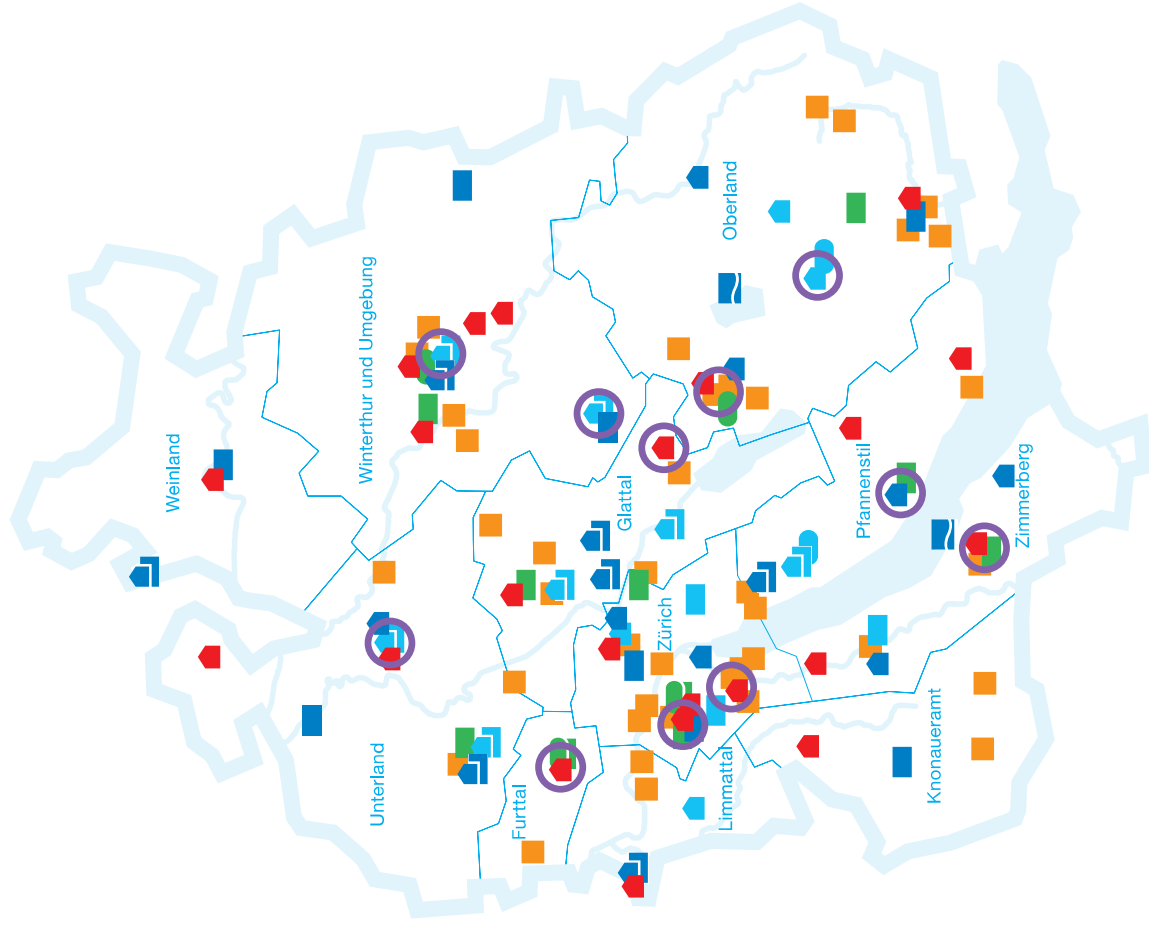 Weinland
Winterthur und Umgebung
Unterland
Furttal
Glattal
Oberland
Zürich
Limmattal
Pfannenstil
Zimmerberg
Knonaueramt